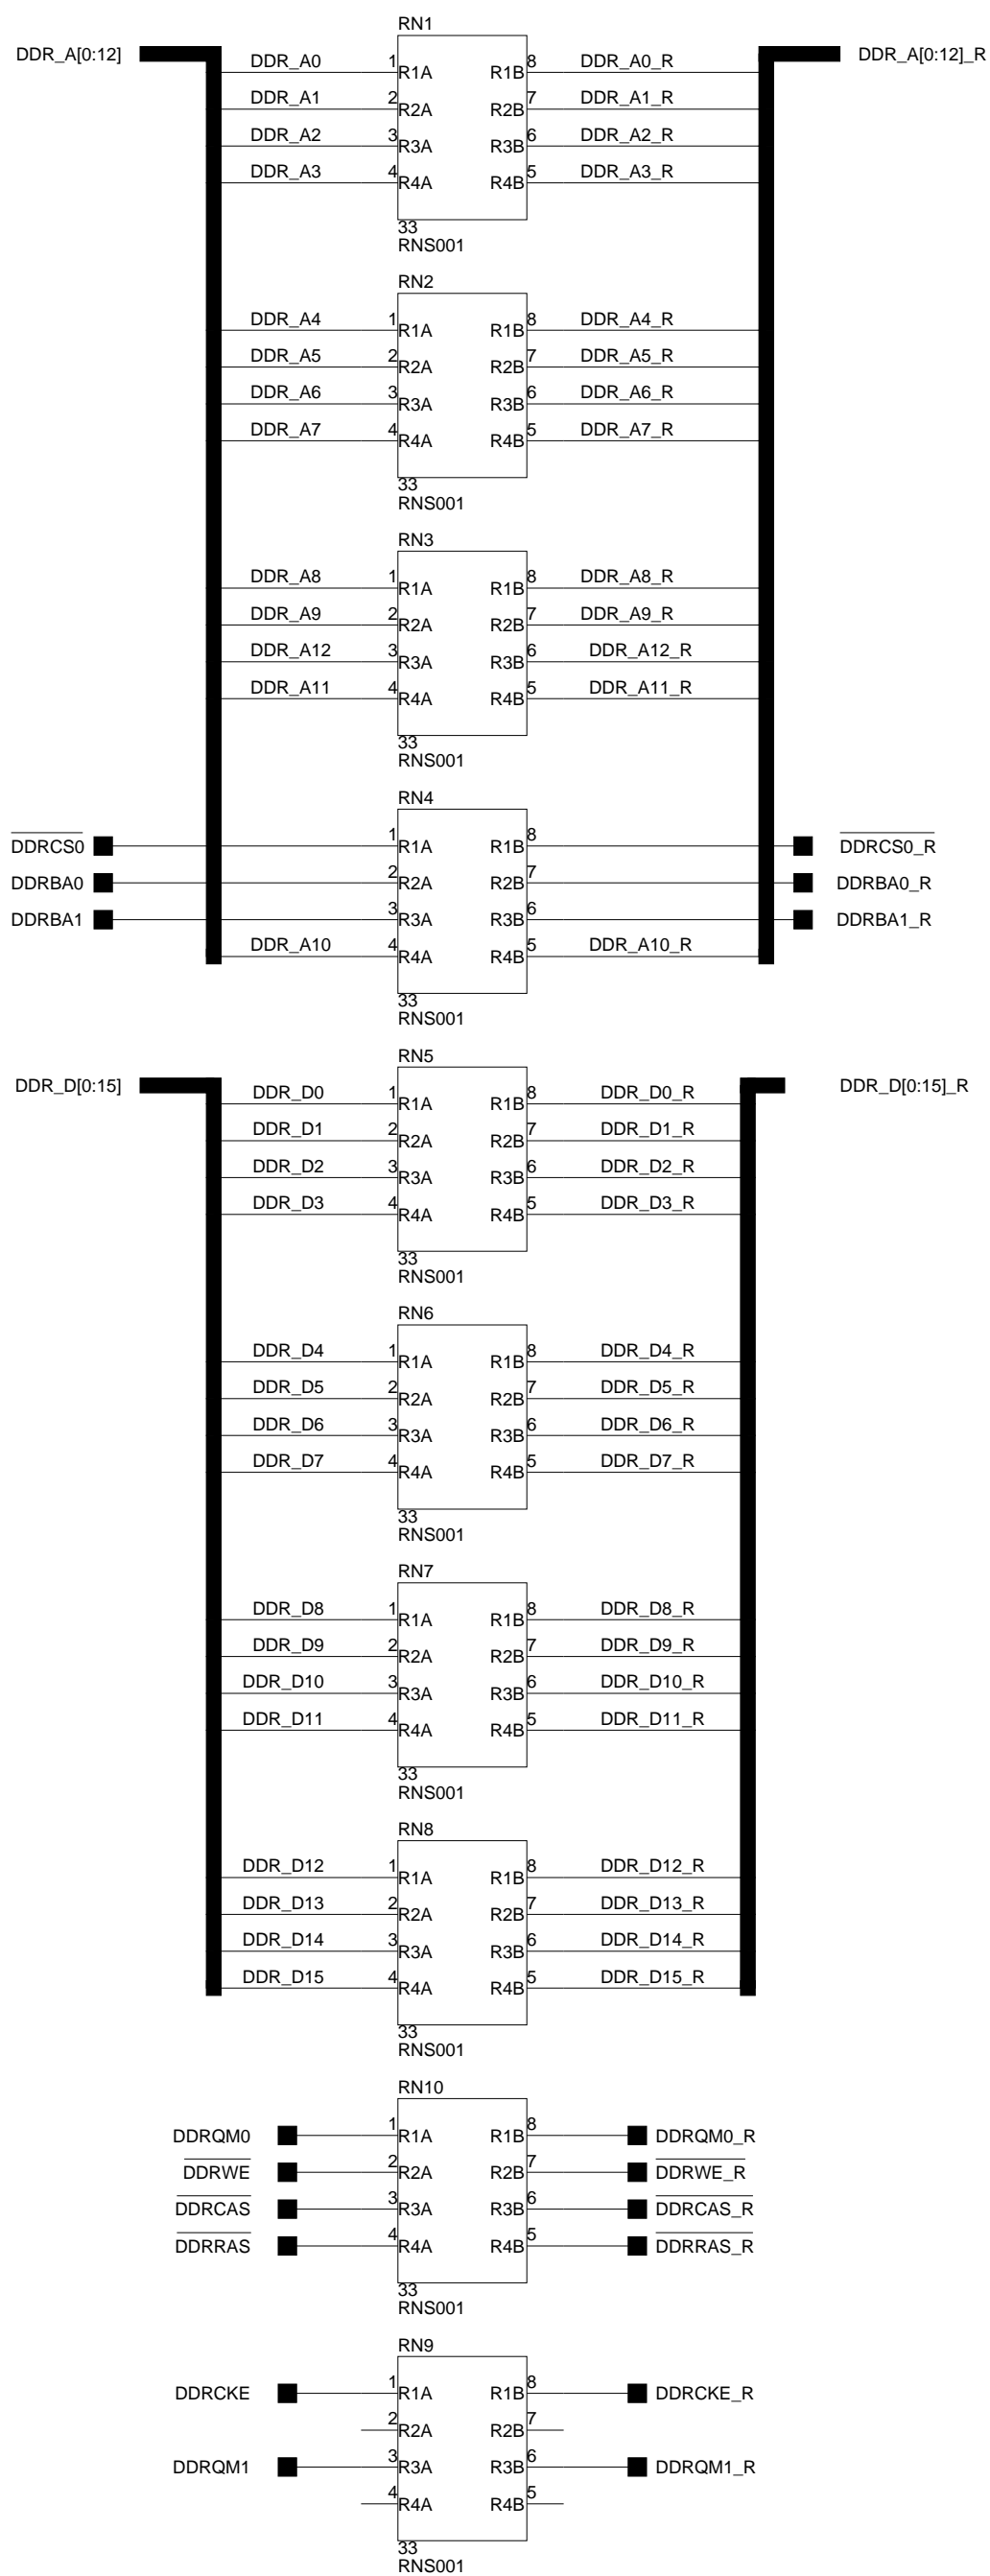 RN1
DDR_A[0:12] DDR_A[0:12]_R
DDR_A0 1 R1A R1B 8 DDR_A0_R
DDR_A1 2 R2A R2B 7 DDR_A1_R
DDR_A2 3 R3A R3B 6 DDR_A2_R
DDR_A3 4 R4A R4B 5 DDR_A3_R
33
RNS001
RN2
DDR_A4 1 R1A R1B 8 DDR_A4_R
DDR_A5 2 R2A R2B 7 DDR_A5_R
DDR_A6 3 R3A R3B 6 DDR_A6_R
DDR_A7 4 R4A R4B 5 DDR_A7_R
33
RNS001
RN3
DDR_A8 1 R1A R1B 8 DDR_A8_R
DDR_A9 2 R2A R2B 7 DDR_A9_R
DDR_A12 3 R3A R3B 6 DDR_A12_R
DDR_A11 4 R4A R4B 5 DDR_A11_R
33
RNS001
RN4
DDRCS0 1 R1A R1B 8 DDRCS0_R
DDRBA0 2 R2A R2B 7 DDRBA0_R
DDRBA1 3 R3A R3B 6 DDRBA1_R
DDR_A10 4 R4A R4B 5 DDR_A10_R
33
RNS001
RN5
DDR_D[0:15] DDR_D[0:15]_R
DDR_D0 1 R1A R1B 8 DDR_D0_R
DDR_D1 2 R2A R2B 7 DDR_D1_R
DDR_D2 3 R3A R3B 6 DDR_D2_R
DDR_D3 4 R4A R4B 5 DDR_D3_R
33
RNS001
RN6
DDR_D4 1 R1A R1B 8 DDR_D4_R
DDR_D5 2 R2A R2B 7 DDR_D5_R
DDR_D6 3 R3A R3B 6 DDR_D6_R
DDR_D7 4 R4A R4B 5 DDR_D7_R
33
RNS001
RN7
DDR_D8 1 R1A R1B 8 DDR_D8_R
DDR_D9 2 R2A R2B 7 DDR_D9_R
DDR_D10 3 R3A R3B 6 DDR_D10_R
DDR_D11 4 R4A R4B 5 DDR_D11_R
33
RNS001
RN8
DDR_D12 1 R1A R1B 8 DDR_D12_R
DDR_D13 2 R2A R2B 7 DDR_D13_R
DDR_D14 3 R3A R3B 6 DDR_D14_R
DDR_D15 4 R4A R4B 5 DDR_D15_R
33
RNS001
RN10
DDRQM0 1 R1A R1B 8 DDRQM0_R
DDRWE 2 R2A R2B 7 DDRWE_R
DDRCAS 3 R3A R3B 6 DDRCAS_R
DDRRAS 4 R4A R4B 5 DDRRAS_R
33
RNS001
RN9
DDRCKE 1 R1A R1B 8 DDRCKE_R
2 R2A R2B 7
DDRQM1 3 R3A R3B 6 DDRQM1_R
4 R4A R4B 5
33
RNS001